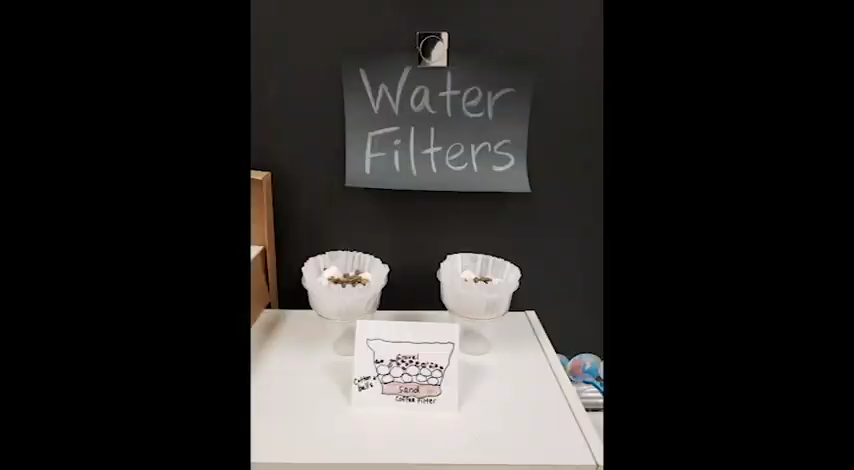 Water
Filters
Gravel
Cotton
balls
Sand
Coffee Filter